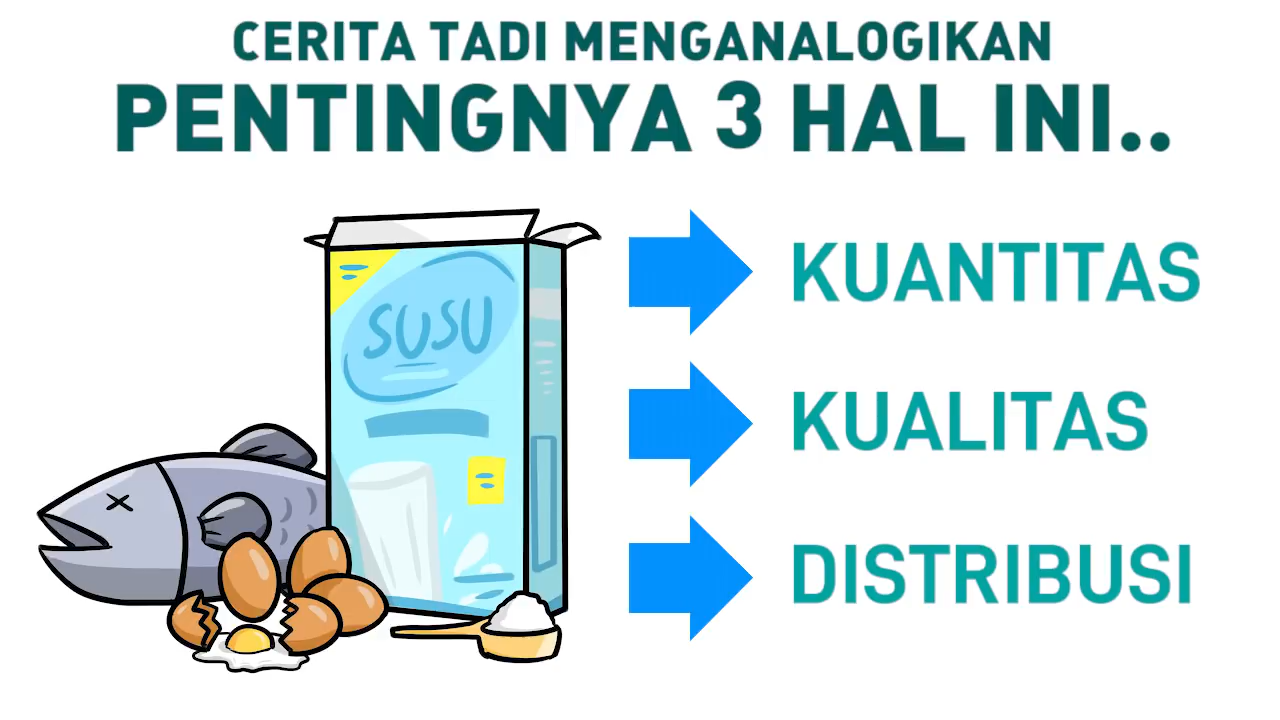 CERITA TADI MENGANALOGIKAN
PENTINGNYA 3 HAL INI..
SUSU
KUANTITAS
KUALITAS
DISTRIBUSI